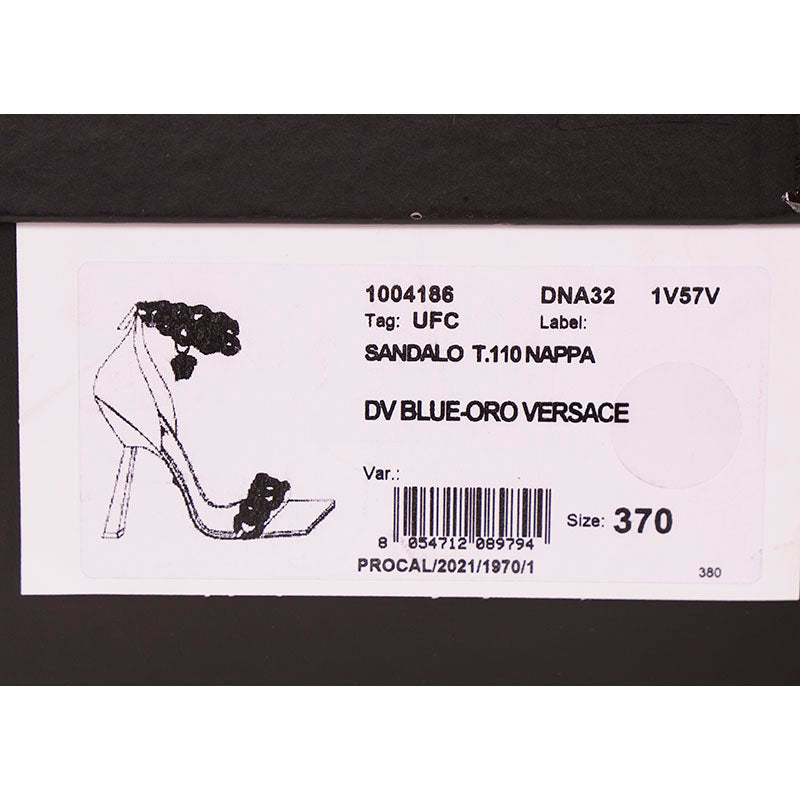 1004186 DNA32 1V57V
Tag: UFC Label:
SANDALO T.110 NAPPA
DV BLUE-ORO VERSACE
Var.:
Size: 370
8 054712 089794
PROCAL/2021/1970/1
380